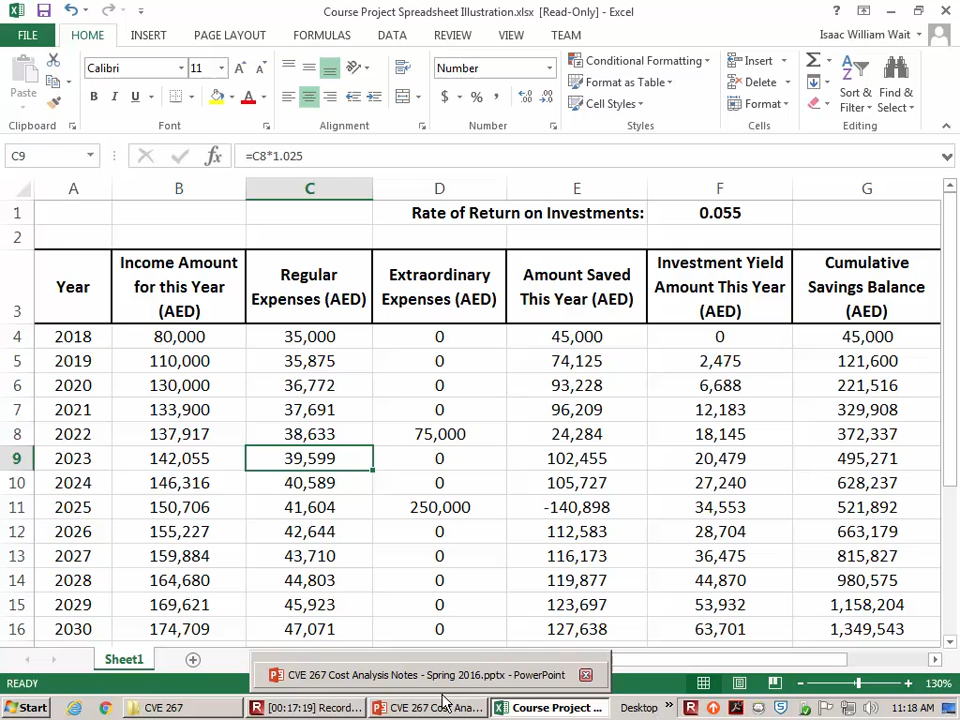 Course Project Spreadsheet Illustration.xlsx [Read-Only] - Excel
FILE HOME INSERT PAGE LAYOUT FORMULAS DATA REVIEW VIEW TEAM Isaac William Wait
Paste Calibri 11 B I U Number $ % , Conditional Formatting Format as Table Cell Styles Insert Delete Format Sort & Filter Find & Select
Clipboard Font Alignment Number Styles Cells Editing
C9 fx =C8*1.025
A B C D E F G
1 Rate of Return on Investments: 0.055
2
3 Year Income Amount for this Year (AED) Regular Expenses (AED) Extraordinary Expenses (AED) Amount Saved This Year (AED) Investment Yield Amount This Year (AED) Cumulative Savings Balance (AED)
4 2018 80,000 35,000 0 45,000 0 45,000
5 2019 110,000 35,875 0 74,125 2,475 121,600
6 2020 130,000 36,772 0 93,228 6,688 221,516
7 2021 133,900 37,691 0 96,209 12,183 329,908
8 2022 137,917 38,633 75,000 24,284 18,145 372,337
9 2023 142,055 39,599 0 102,455 20,479 495,271
10 2024 146,316 40,589 0 105,727 27,240 628,237
11 2025 150,706 41,604 250,000 -140,898 34,553 521,892
12 2026 155,227 42,644 0 112,583 28,704 663,179
13 2027 159,884 43,710 0 116,173 36,475 815,827
14 2028 164,680 44,803 0 119,877 44,870 980,575
15 2029 169,621 45,923 0 123,697 53,932 1,158,204
16 2030 174,709 47,071 0 127,638 63,701 1,349,543
Sheet1
CVE 267 Cost Analysis Notes - Spring 2016.pptx - PowerPoint
READY 130%
Start CVE 267 [00:17:19] Record... CVE 267 Cost Ana... Course Project ... Desktop » 11:18 AM